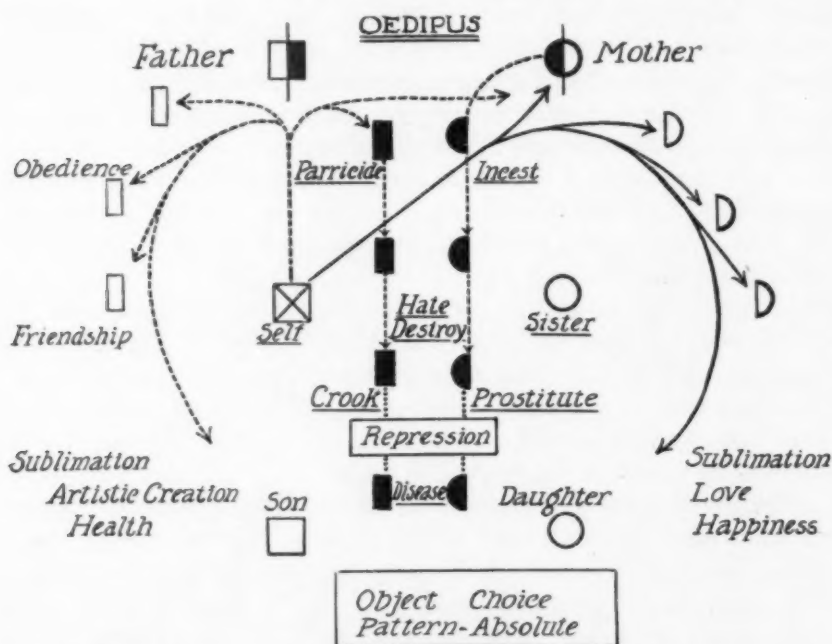 OEDIPUS
Father
Mother
Obedience
Parricide
Incest
Hate
Destroy
Self
Sister
Friendship
Crook
Prostitute
Repression
Sublimation
Artistic Creation
Health
Sublimation
Love
Happiness
Disease
Son
Daughter
Object Choice
Pattern-Absolute